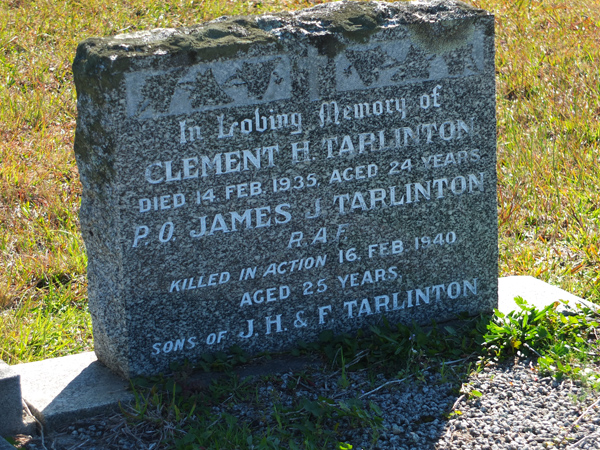 In Loving Memory of
CLEMENT H. TARLINTON
DIED 14. FEB. 1935, AGED 24 YEARS
P.O. JAMES J. TARLINTON
R A F
KILLED IN ACTION 16. FEB. 1940
AGED 25 YEARS.
SONS OF J. H. & F. TARLINTON